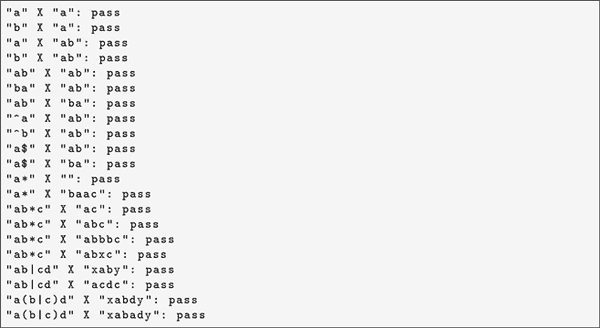 "a" X "a": pass
"b" X "a": pass
"a" X "ab": pass
"b" X "ab": pass
"ab" X "ab": pass
"ba" X "ab": pass
"ab" X "ba": pass
"^a" X "ab": pass
"^b" X "ab": pass
"a$" X "ab": pass
"a$" X "ba": pass
"a*" X "": pass
"a*" X "baac": pass
"ab*c" X "ac": pass
"ab*c" X "abc": pass
"ab*c" X "abbbc": pass
"ab*c" X "abxc": pass
"ab|cd" X "xaby": pass
"ab|cd" X "acdc": pass
"a(b|c)d" X "xabdy": pass
"a(b|c)d" X "xabady": pass